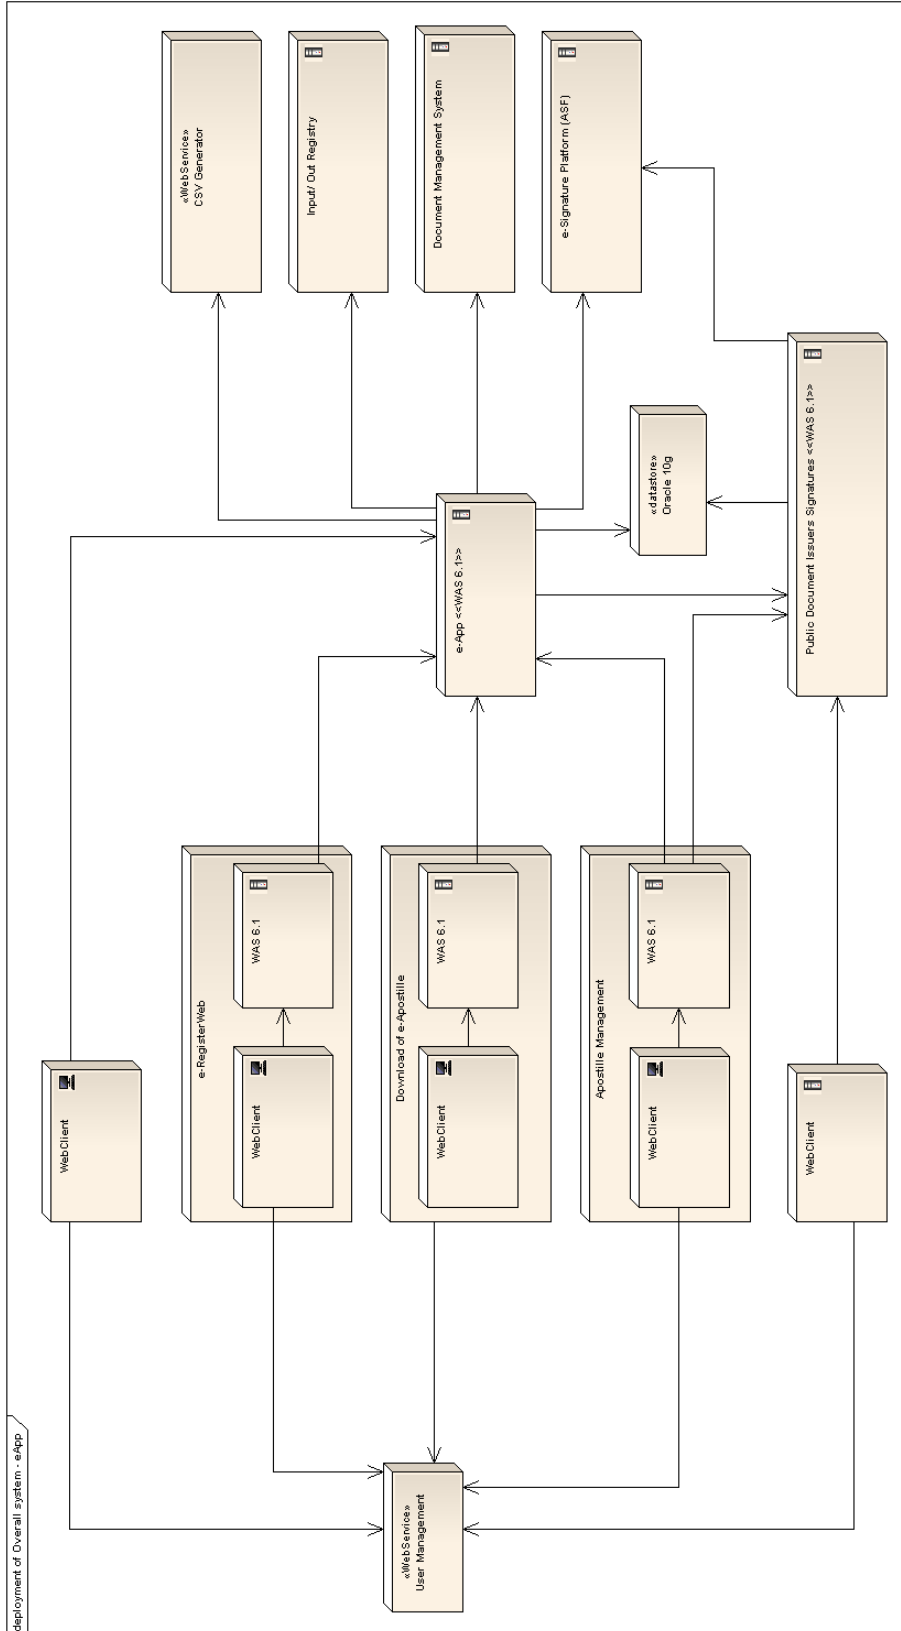 deployment of Overall system - eApp
«WebService»
User Management
WebClient
e-RegisterWeb
WebClient
WAS 6.1
Download of e-Apostille
WebClient
WAS 6.1
Apostille Management
WebClient
WAS 6.1
WebClient
e-App <<WAS 6.1>>
«datastore»
Oracle 10g
Public Document Issuers Signatures <<WAS 6.1>>
«WebService»
CSV Generator
Input/ Out Registry
Document Management System
e-Signature Platform (ASF)